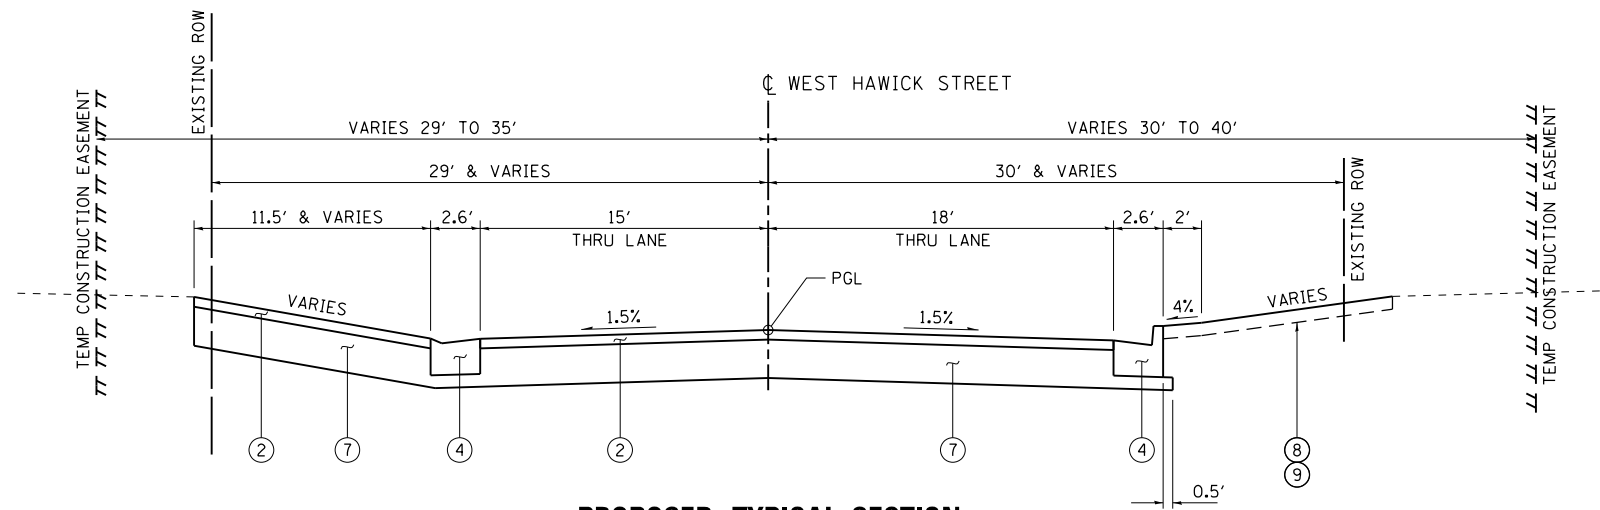 EXISTING ROW
℄ WEST HAWICK STREET
TEMP CONSTRUCTION EASEMENT
VARIES 29' TO 35'
VARIES 30' TO 40'
TEMP CONSTRUCTION EASEMENT
29' & VARIES
30' & VARIES
EXISTING ROW
11.5' & VARIES
2.6'
15'
18'
2.6'
2'
THRU LANE
THRU LANE
PGL
VARIES
1.5%
1.5%
4%
VARIES
2
7
4
2
7
4
8
9
0.5'
PROPOSED TYPICAL SECTION